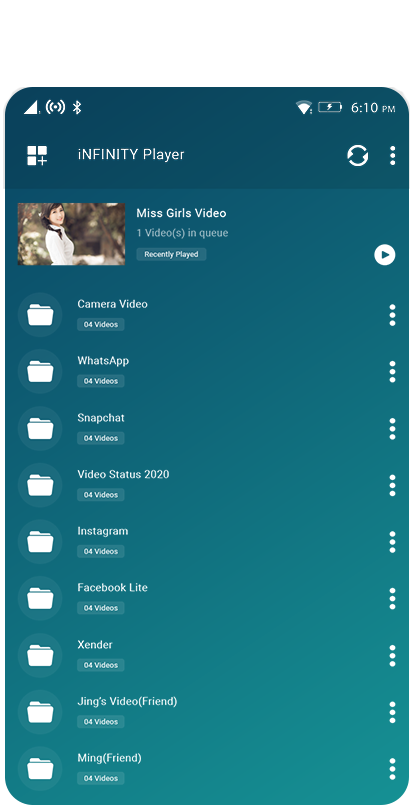 6:10 PM
iNFINITY Player
Miss Girls Video
1 Video(s) in queue
Recently Played
Camera Video
04 Videos
WhatsApp
04 Videos
Snapchat
04 Videos
Video Status 2020
04 Videos
Instagram
04 Videos
Facebook Lite
04 Videos
Xender
04 Videos
Jing's Video(Friend)
04 Videos
Ming(Friend)
04 Videos